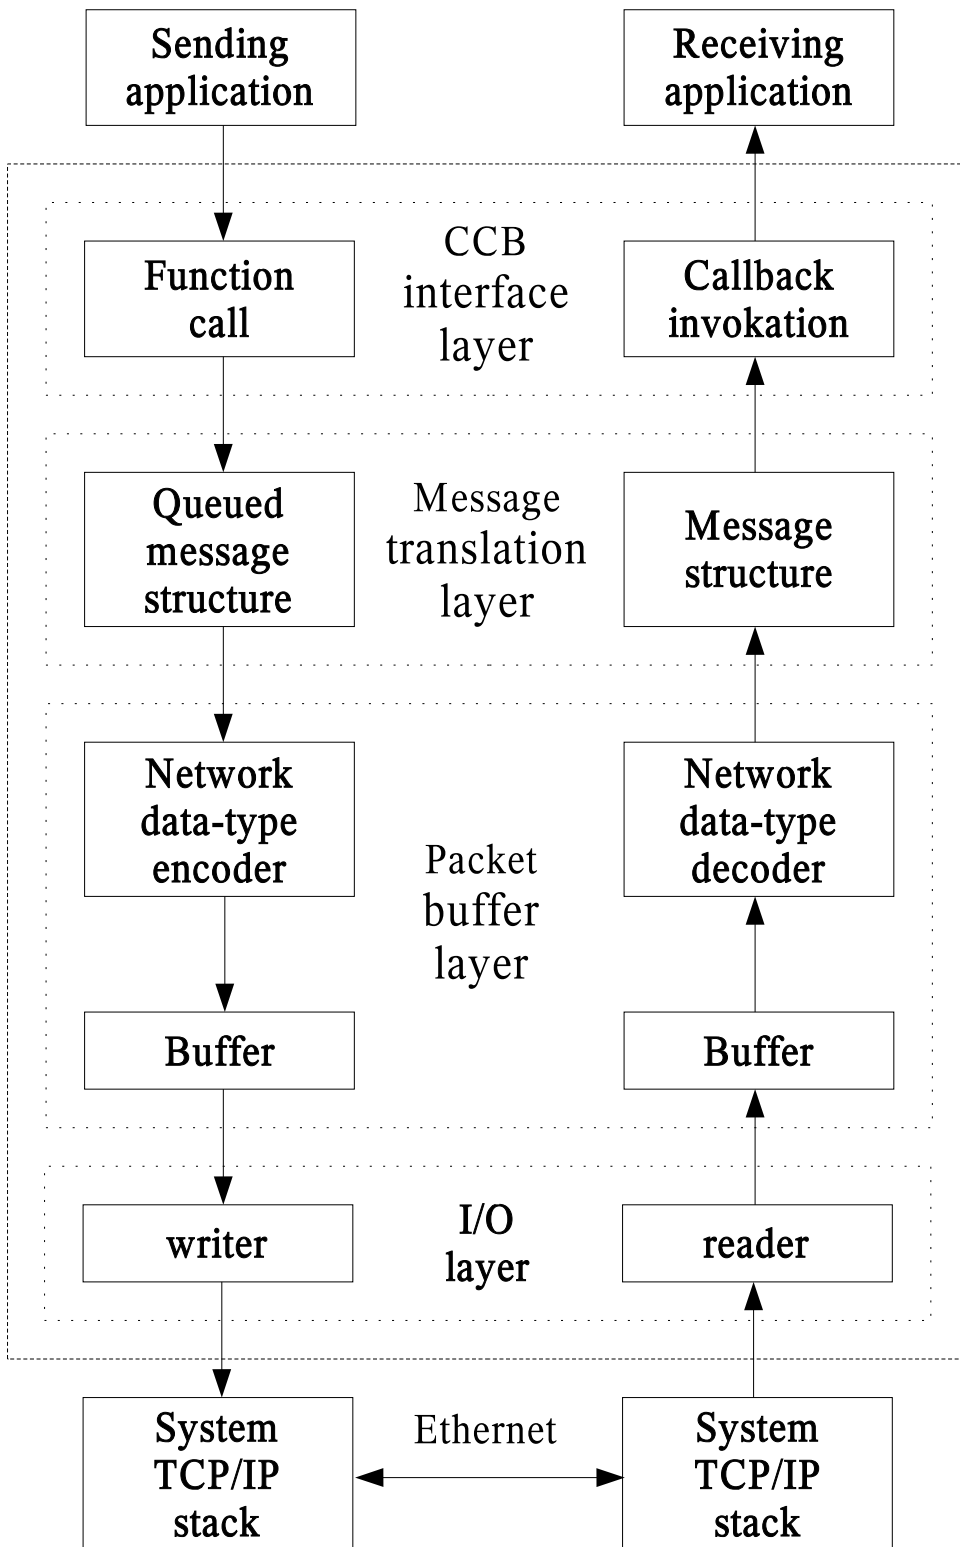 Sending
application
Receiving
application
CCB
interface
layer
Function
call
Callback
invokation
Queued
message
structure
Message
translation
layer
Message
structure
Network
data-type
encoder
Network
data-type
decoder
Packet
buffer
layer
Buffer
Buffer
writer
I/O
layer
reader
System
TCP/IP
stack
Ethernet
System
TCP/IP
stack